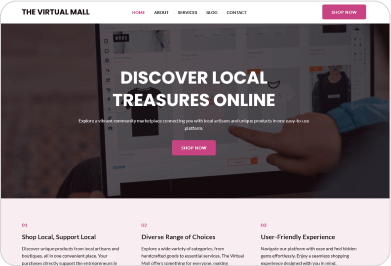 THE VIRTUAL MALL
HOME ABOUT SERVICES BLOG CONTACT
SHOP NOW
DISCOVER LOCAL
TREASURES ONLINE
Explore a vibrant community marketplace connecting you with local artisans and unique products in one easy-to-use
platform.
SHOP NOW
01
Shop Local, Support Local
Discover unique products from local artisans and
boutiques, all in one convenient place. Your
purchases directly support the entrepreneurs in
02
Diverse Range of Choices
Explore a wide variety of categories, from
handcrafted goods to essential services. The Virtual
Mall offers something for everyone, making
03
User-Friendly Experience
Navigate our platform with ease and find hidden
gems effortlessly. Enjoy a seamless shopping
experience designed with you in mind.